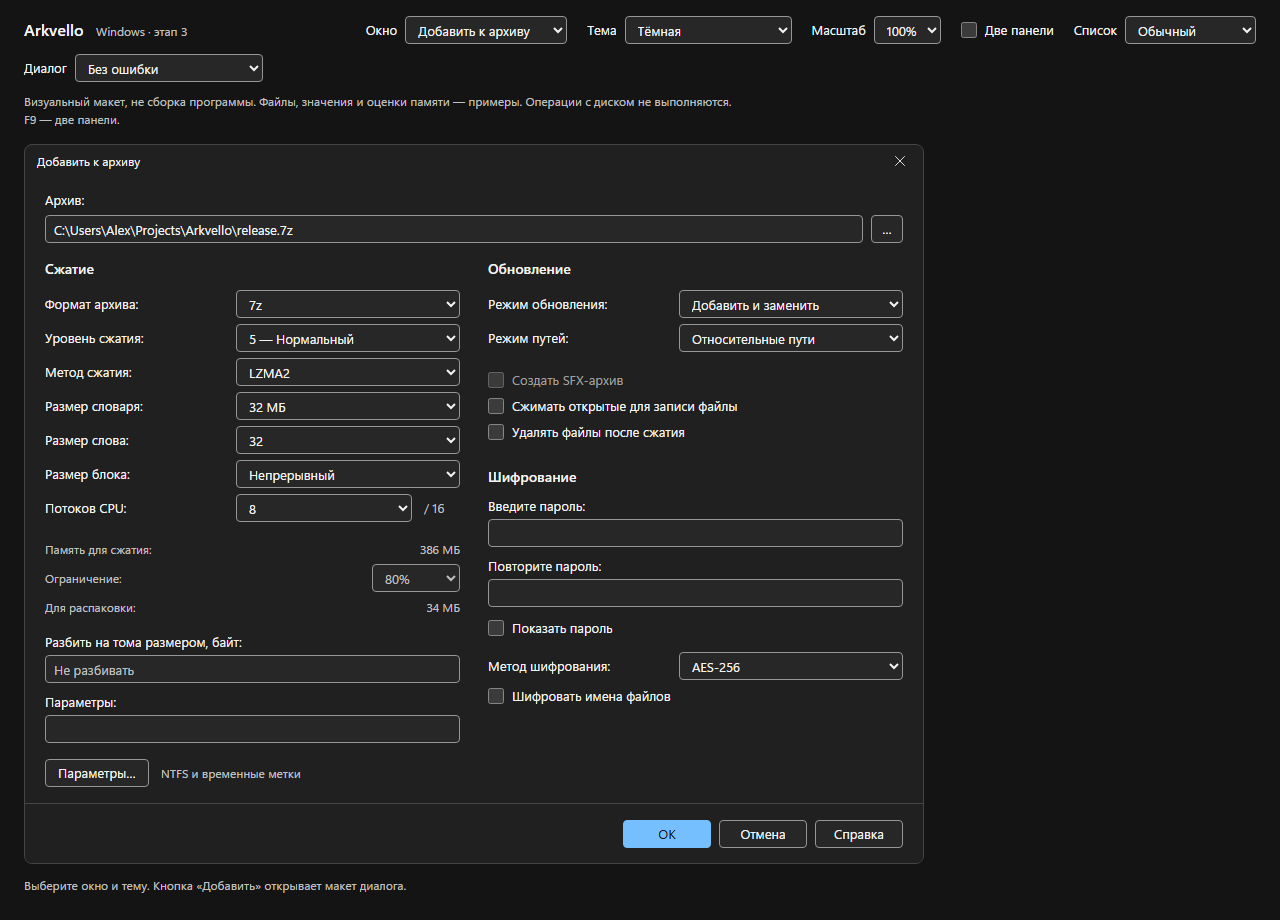 Arkvello Windows · этап 3 Окно Добавить к архиву Тема Тёмная Масштаб 100% Две панели Список Обычный
Диалог Без ошибки
Визуальный макет, не сборка программы. Файлы, значения и оценки памяти — примеры. Операции с диском не выполняются.
F9 — две панели.
Добавить к архиву
Архив:
C:\Users\Alex\Projects\Arkvello\release.7z ...
Сжатие
Формат архива: 7z
Уровень сжатия: 5 — Нормальный
Метод сжатия: LZMA2
Размер словаря: 32 МБ
Размер слова: 32
Размер блока: Непрерывный
Потоков CPU: 8 / 16
Память для сжатия: 386 МБ
Ограничение: 80%
Для распаковки: 34 МБ
Разбить на тома размером, байт:
Не разбивать
Параметры:
Параметры... NTFS и временные метки
Обновление
Режим обновления: Добавить и заменить
Режим путей: Относительные пути
Создать SFX-архив
Сжимать открытые для записи файлы
Удалять файлы после сжатия
Шифрование
Введите пароль:
Повторите пароль:
Показать пароль
Метод шифрования: AES-256
Шифровать имена файлов
ОК Отмена Справка
Выберите окно и тему. Кнопка «Добавить» открывает макет диалога.